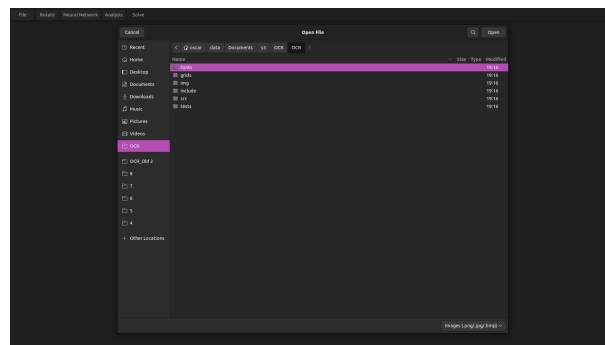 File Rotate Neural Network Analysis Solve
Cancel Open File Open
Recent
oscar data Documents s3 OCR OCR
Home
Name Size Type Modified
Desktop
fonts 19:16
Documents
grids 19:16
Downloads
img 19:16
Music
include 19:16
Pictures
src 19:16
Videos
tests 19:16
OCR
OCR_Old 2
8
7
6
5
4
Other Locations
Images (.png/.jpg/.bmp)